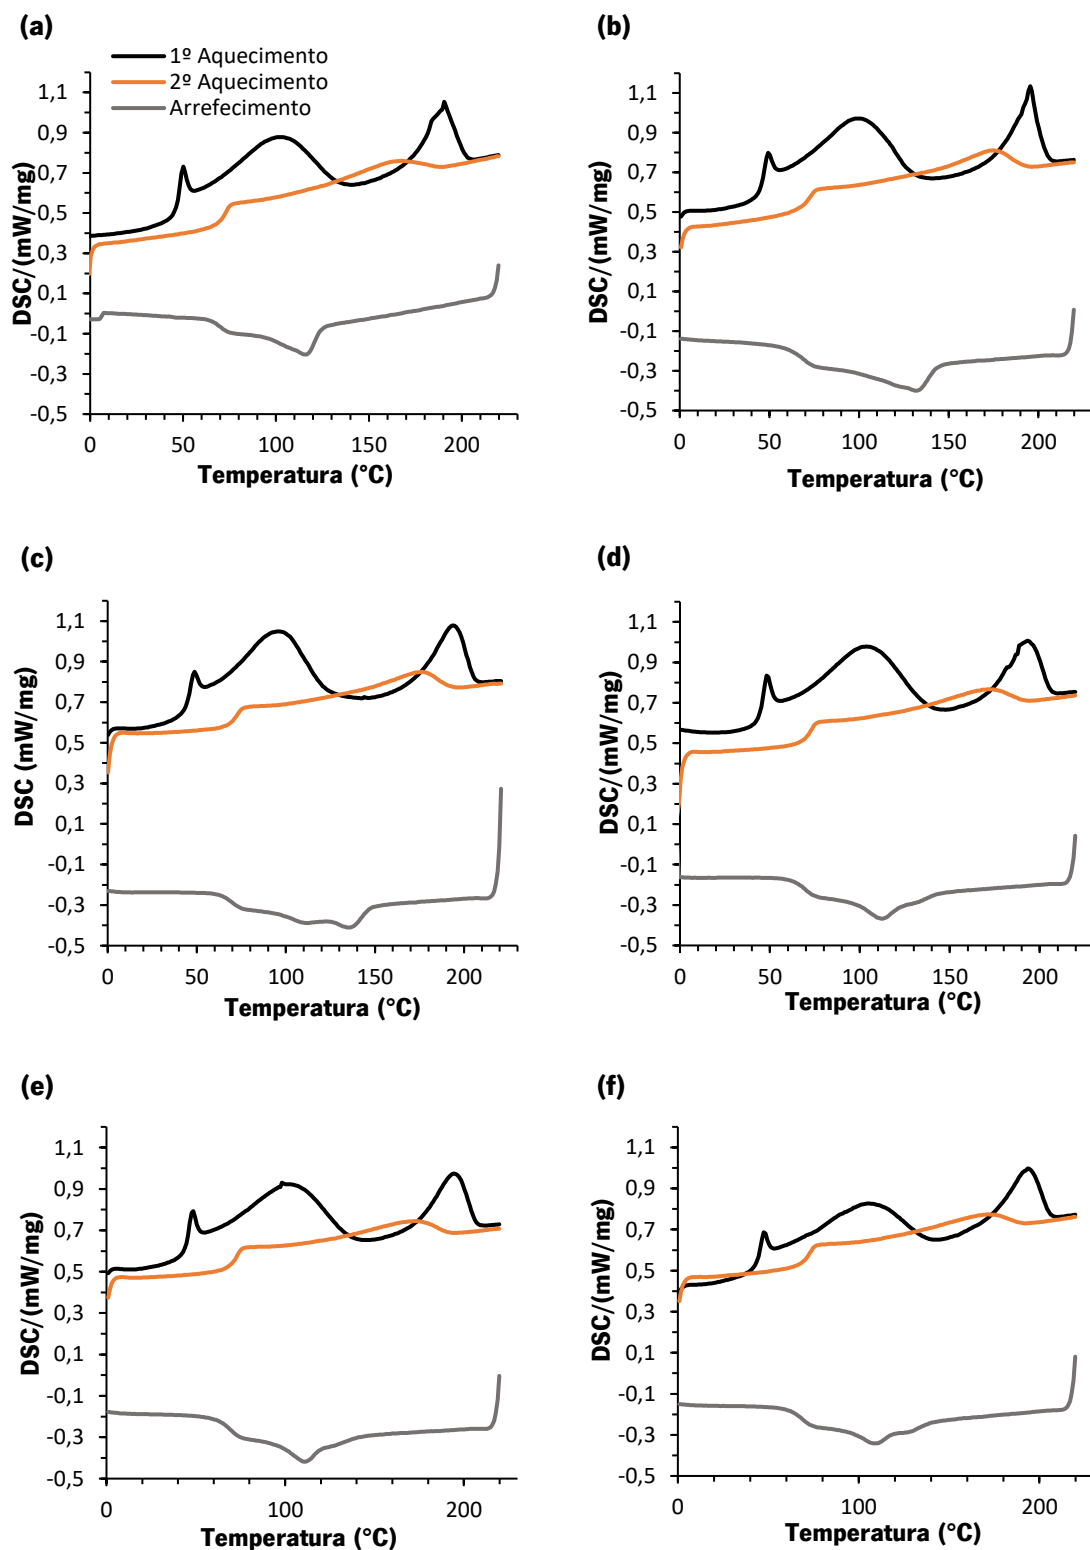 (a)
1º Aquecimento
2º Aquecimento
Arrefecimento
1,1
0,9
0,7
0,5
0,3
0,1
-0,1
-0,3
-0,5
DSC/(mW/mg)
0 50 100 150 200
Temperatura (°C)
(b)
1,1
0,9
0,7
0,5
0,3
0,1
-0,1
-0,3
-0,5
DSC/(mW/mg)
0 50 100 150 200
Temperatura (°C)
(c)
1,1
0,9
0,7
0,5
0,3
0,1
-0,1
-0,3
-0,5
DSC (mW/mg)
0 50 100 150 200
Temperatura (°C)
(d)
1,1
0,9
0,7
0,5
0,3
0,1
-0,1
-0,3
-0,5
DSC/(mW/mg)
0 50 100 150 200
Temperatura (°C)
(e)
1,1
0,9
0,7
0,5
0,3
0,1
-0,1
-0,3
-0,5
DSC/(mW/mg)
0 100 200
Temperatura (°C)
(f)
1,1
0,9
0,7
0,5
0,3
0,1
-0,1
-0,3
-0,5
DSC/(mW/mg)
0 100 200
Temperatura (°C)